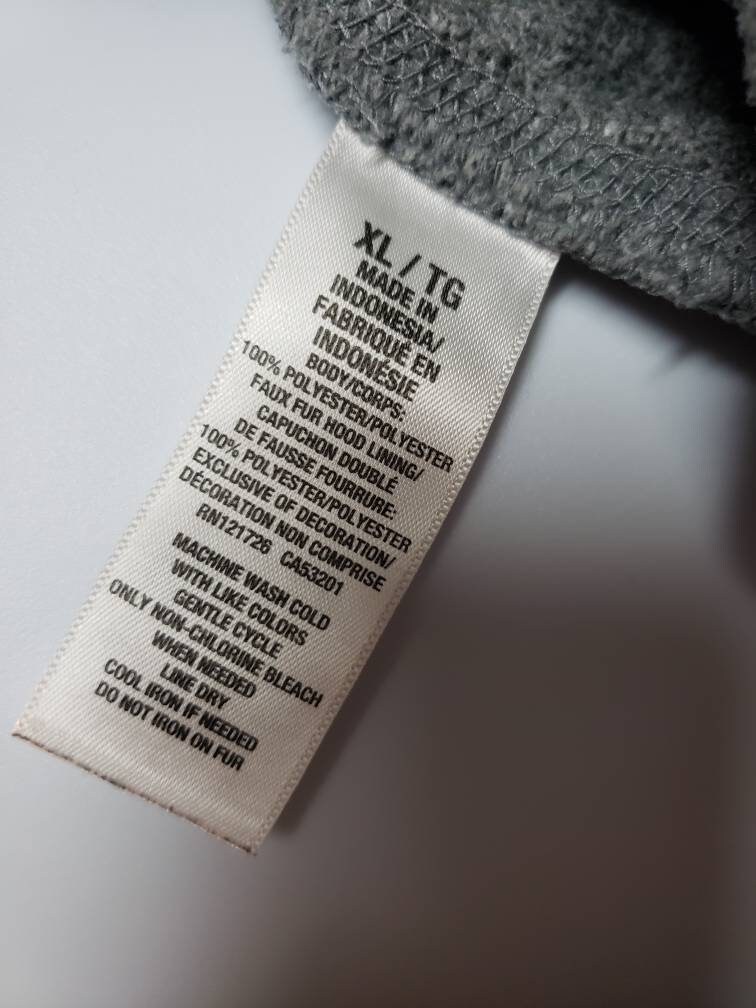 XL / TG
MADE IN
INDONESIA/
FABRIQUÉ EN
INDONÉSIE
BODY/CORPS:
100% POLYESTER/POLYESTER
FAUX FUR HOOD LINING/
CAPUCHON DOUBLÉ
DE FAUSSE FOURRURE:
100% POLYESTER/POLYESTER
EXCLUSIVE OF DECORATION/
DÉCORATION NON COMPRISE
RN121726 CA53201
MACHINE WASH COLD
WITH LIKE COLORS
GENTLE CYCLE
ONLY NON-CHLORINE BLEACH
WHEN NEEDED
LINE DRY
COOL IRON IF NEEDED
DO NOT IRON ON FUR